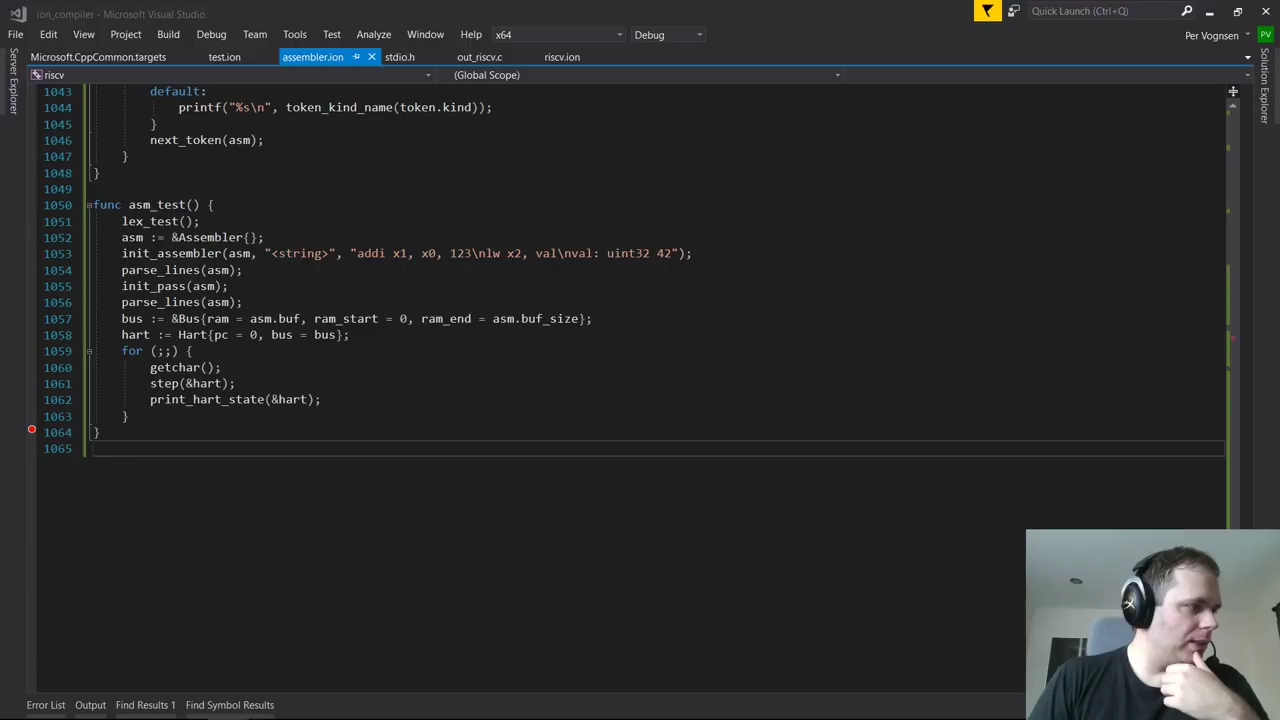 ion_compiler - Microsoft Visual Studio
Quick Launch (Ctrl+Q)
File Edit View Project Build Debug Team Tools Test Analyze Window Help x64 Debug
Per Vognsen PV
Microsoft.CppCommon.targets test.ion assembler.ion stdio.h out_riscv.c riscv.ion
riscv (Global Scope)
Server Explorer
Solution Explorer
1043 default:
1044 printf("%s\n", token_kind_name(token.kind));
1045 }
1046 next_token(asm);
1047 }
1048 }
1049
1050 func asm_test() {
1051 lex_test();
1052 asm := &Assembler{};
1053 init_assembler(asm, "<string>", "addi x1, x0, 123\nlw x2, val\nval: uint32 42");
1054 parse_lines(asm);
1055 init_pass(asm);
1056 parse_lines(asm);
1057 bus := &Bus{ram = asm.buf, ram_start = 0, ram_end = asm.buf_size};
1058 hart := Hart{pc = 0, bus = bus};
1059 for (;;) {
1060 getchar();
1061 step(&hart);
1062 print_hart_state(&hart);
1063 }
1064 }
1065
Error List Output Find Results 1 Find Symbol Results